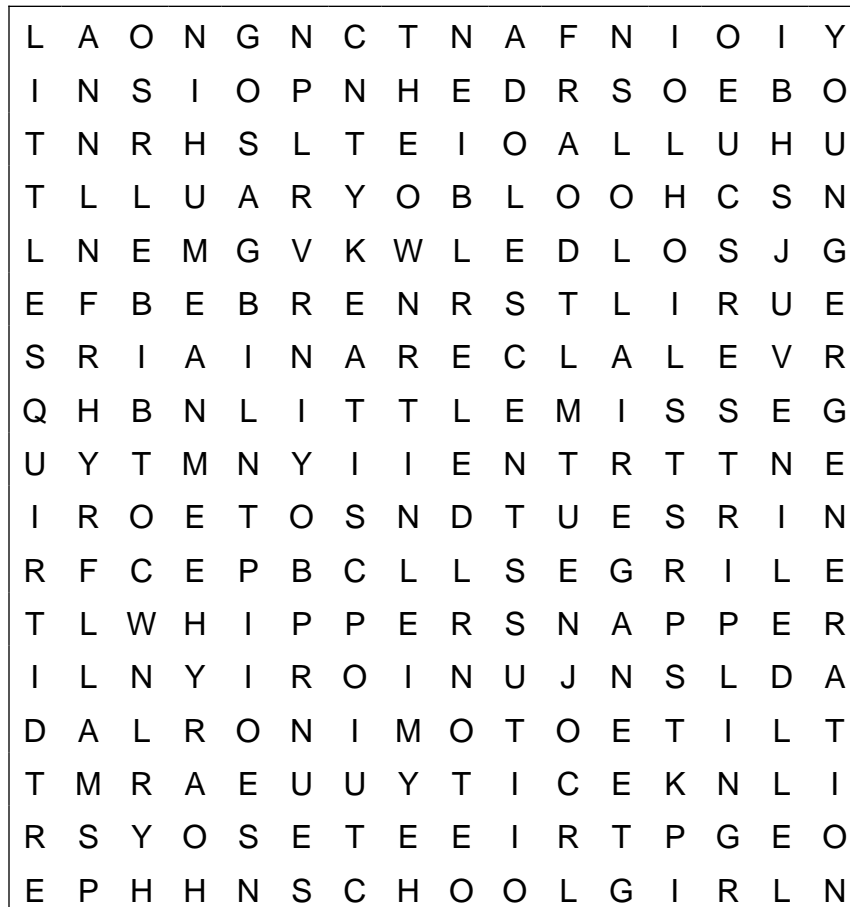 L A O N G N C T N A F N I O I Y
I N S I O P N H E D R S O E B O
T N R H S L T E I O A L L U H U
T L L U A R Y O B L O O H C S N
L N E M G V K W L E D L O S J G
E F B E B R E N R S T L I R U E
S R I A I N A R E C L A L E V R
Q H B N L I T T L E M I S S E G
U Y T M N Y I I E N T R T T N E
I R O E T O S N D T U E S R I N
R F C E P B C L L S E G R I L E
T L W H I P P E R S N A P P E R
I L N Y I R O I N U J N S L D A
D A L R O N I M O T O E T I L T
T M R A E U U Y T I C E K N L I
R S Y O S E T E E I R T P G E O
E P H H N S C H O O L G I R L N